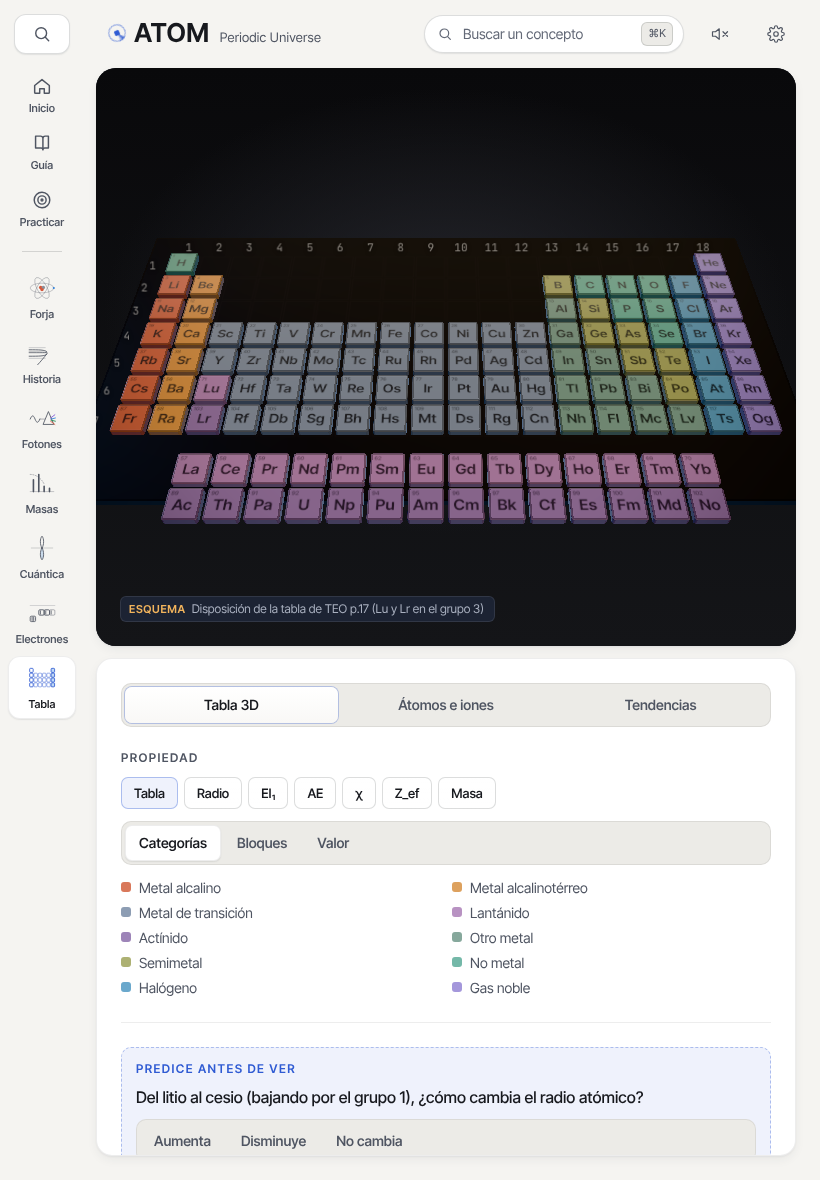 ATOM Periodic Universe
Buscar un concepto ⌘K
Inicio
Guía
Practicar
Forja
Historia
Fotones
Masas
Cuántica
Electrones
Tabla
1 2 3 4 5 6 7 8 9 10 11 12 13 14 15 16 17 18
1 H He
2 Li Be B C N O F Ne
3 Na Mg Al Si P S Cl Ar
4 K Ca Sc Ti V Cr Mn Fe Co Ni Cu Zn Ga Ge As Se Br Kr
5 Rb Sr Y Zr Nb Mo Tc Ru Rh Pd Ag Cd In Sn Sb Te I Xe
6 Cs Ba Lu Hf Ta W Re Os Ir Pt Au Hg Tl Pb Bi Po At Rn
Fr Ra Lr Rf Db Sg Bh Hs Mt Ds Rg Cn Nh Fl Mc Lv Ts Og
La Ce Pr Nd Pm Sm Eu Gd Tb Dy Ho Er Tm Yb
Ac Th Pa U Np Pu Am Cm Bk Cf Es Fm Md No
ESQUEMA Disposición de la tabla de TEO p.17 (Lu y Lr en el grupo 3)
Tabla 3D Átomos e iones Tendencias
PROPIEDAD
Tabla Radio EI₁ AE χ Z_ef Masa
Categorías Bloques Valor
Metal alcalino Metal alcalinotérreo
Metal de transición Lantánido
Actínido Otro metal
Semimetal No metal
Halógeno Gas noble
PREDICE ANTES DE VER
Del litio al cesio (bajando por el grupo 1), ¿cómo cambia el radio atómico?
Aumenta Disminuye No cambia